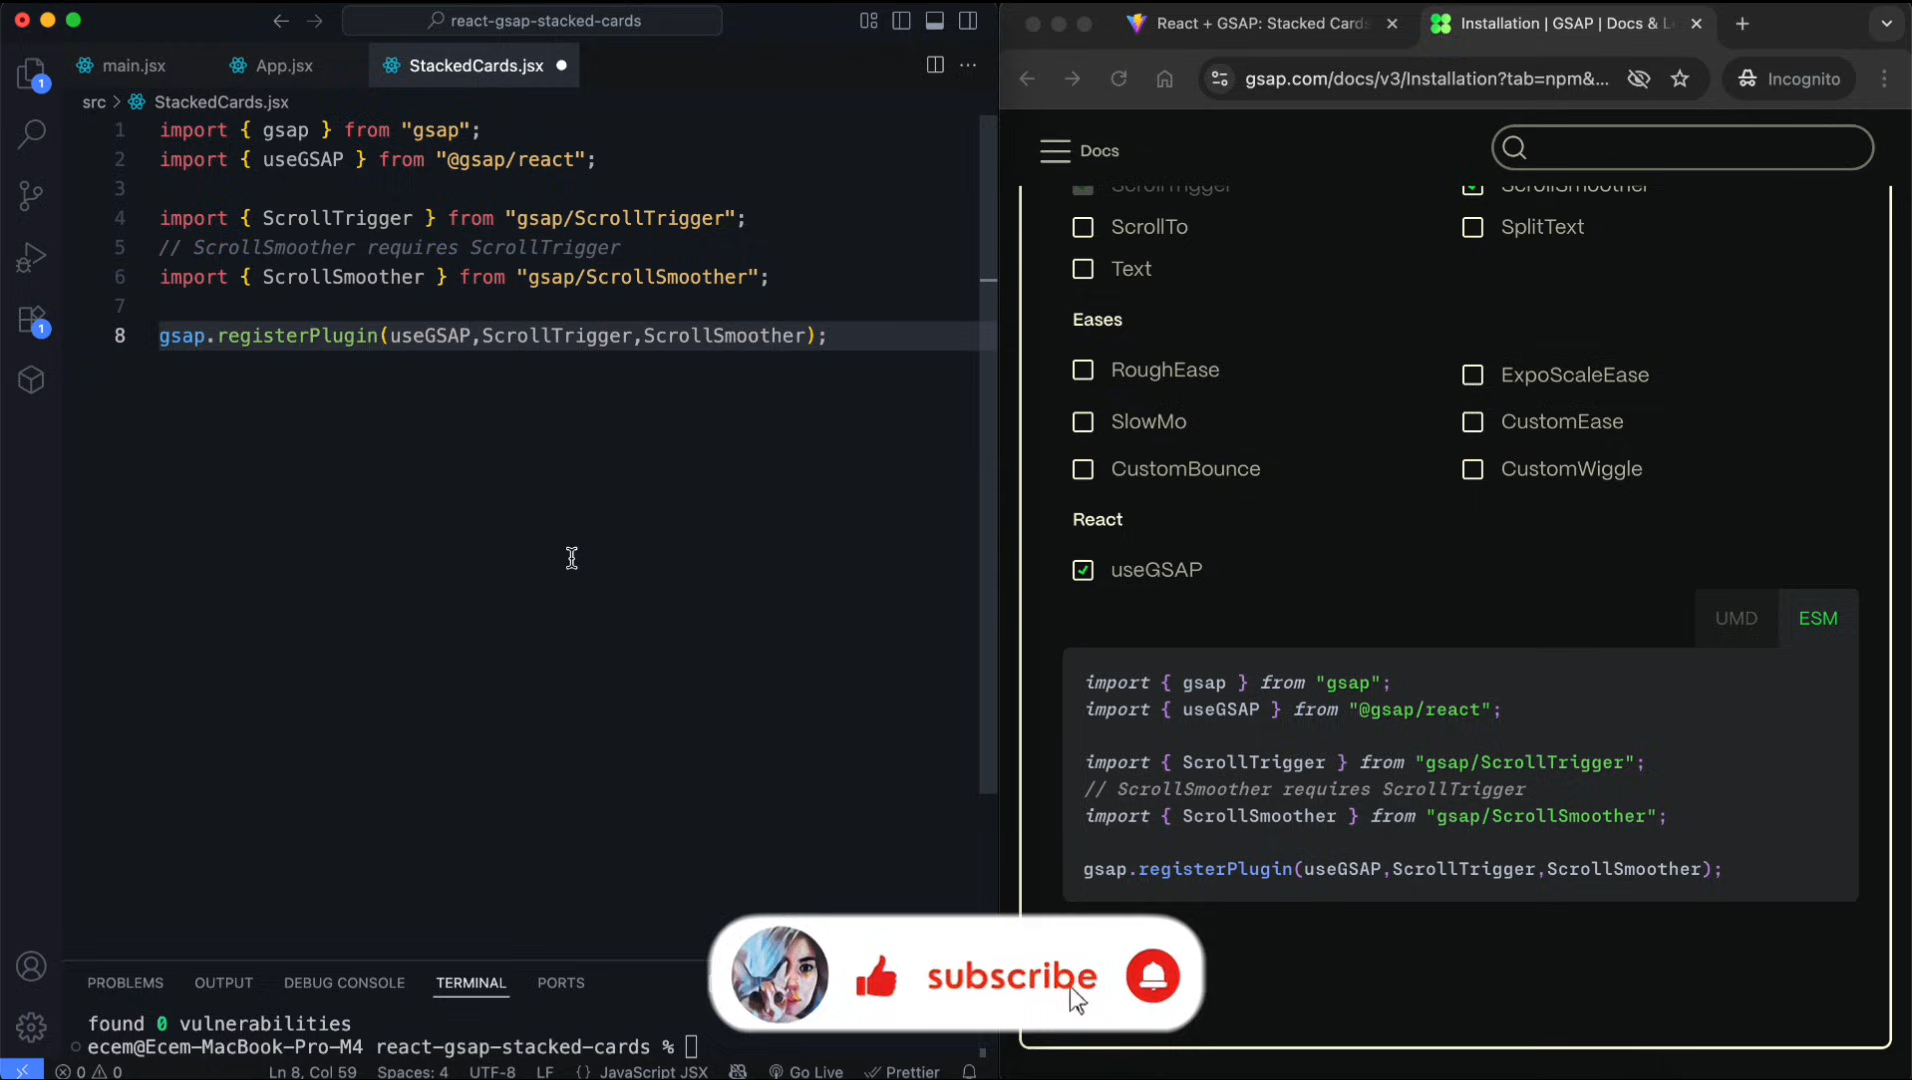 react-gsap-stacked-cards
main.jsx
App.jsx
StackedCards.jsx
src > StackedCards.jsx
1 import { gsap } from "gsap";
2 import { useGSAP } from "@gsap/react";
3
4 import { ScrollTrigger } from "gsap/ScrollTrigger";
5 // ScrollSmoother requires ScrollTrigger
6 import { ScrollSmoother } from "gsap/ScrollSmoother";
7
8 gsap.registerPlugin(useGSAP,ScrollTrigger,ScrollSmoother);
1
1
PROBLEMS OUTPUT DEBUG CONSOLE TERMINAL PORTS
found 0 vulnerabilities
ecem@Ecem-MacBook-Pro-M4 react-gsap-stacked-cards %
0 0 Ln 8, Col 59 Spaces: 4 UTF-8 LF {} JavaScript JSX Go Live Prettier
React + GSAP: Stacked Card
Installation | GSAP | Docs & L
gsap.com/docs/v3/Installation?tab=npm&...
Incognito
Docs
ScrollTrigger ScrollSmoother
ScrollTo SplitText
Text
Eases
RoughEase ExpoScaleEase
SlowMo CustomEase
CustomBounce CustomWiggle
React
useGSAP
UMD ESM
import { gsap } from "gsap";
import { useGSAP } from "@gsap/react";
import { ScrollTrigger } from "gsap/ScrollTrigger";
// ScrollSmoother requires ScrollTrigger
import { ScrollSmoother } from "gsap/ScrollSmoother";
gsap.registerPlugin(useGSAP,ScrollTrigger,ScrollSmoother);
subscribe